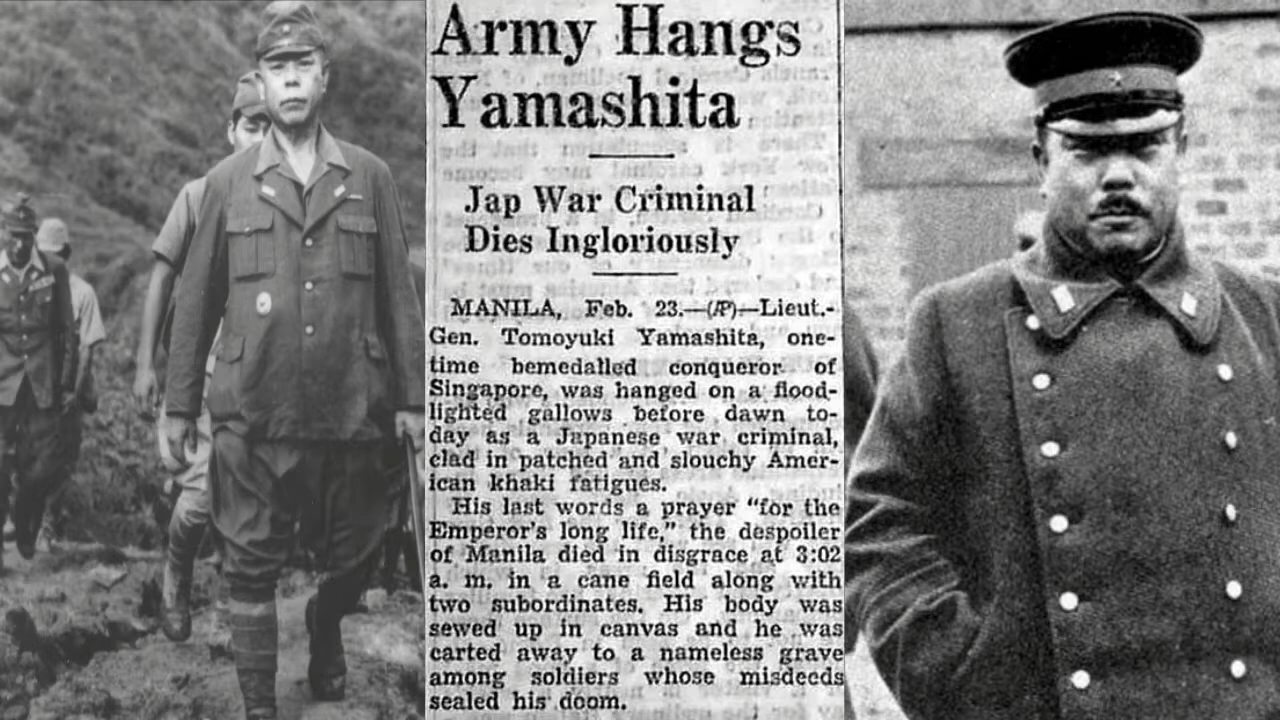 Army Hangs
Yamashita
Jap War Criminal
Dies Ingloriously
MANILA, Feb. 23.—(AP)—Lieut.-
Gen. Tomoyuki Yamashita, one-
time bemedalled conqueror of
Singapore, was hanged on a flood-
lighted gallows before dawn to-
day as a Japanese war criminal,
clad in patched and slouchy Amer-
ican khaki fatigues.
His last words a prayer "for the
Emperor's long life," the despoiler
of Manila died in disgrace at 3:02
a. m. in a cane field along with
two subordinates. His body was
sewed up in canvas and he was
carted away to a nameless grave
among soldiers whose misdeeds
sealed his doom.